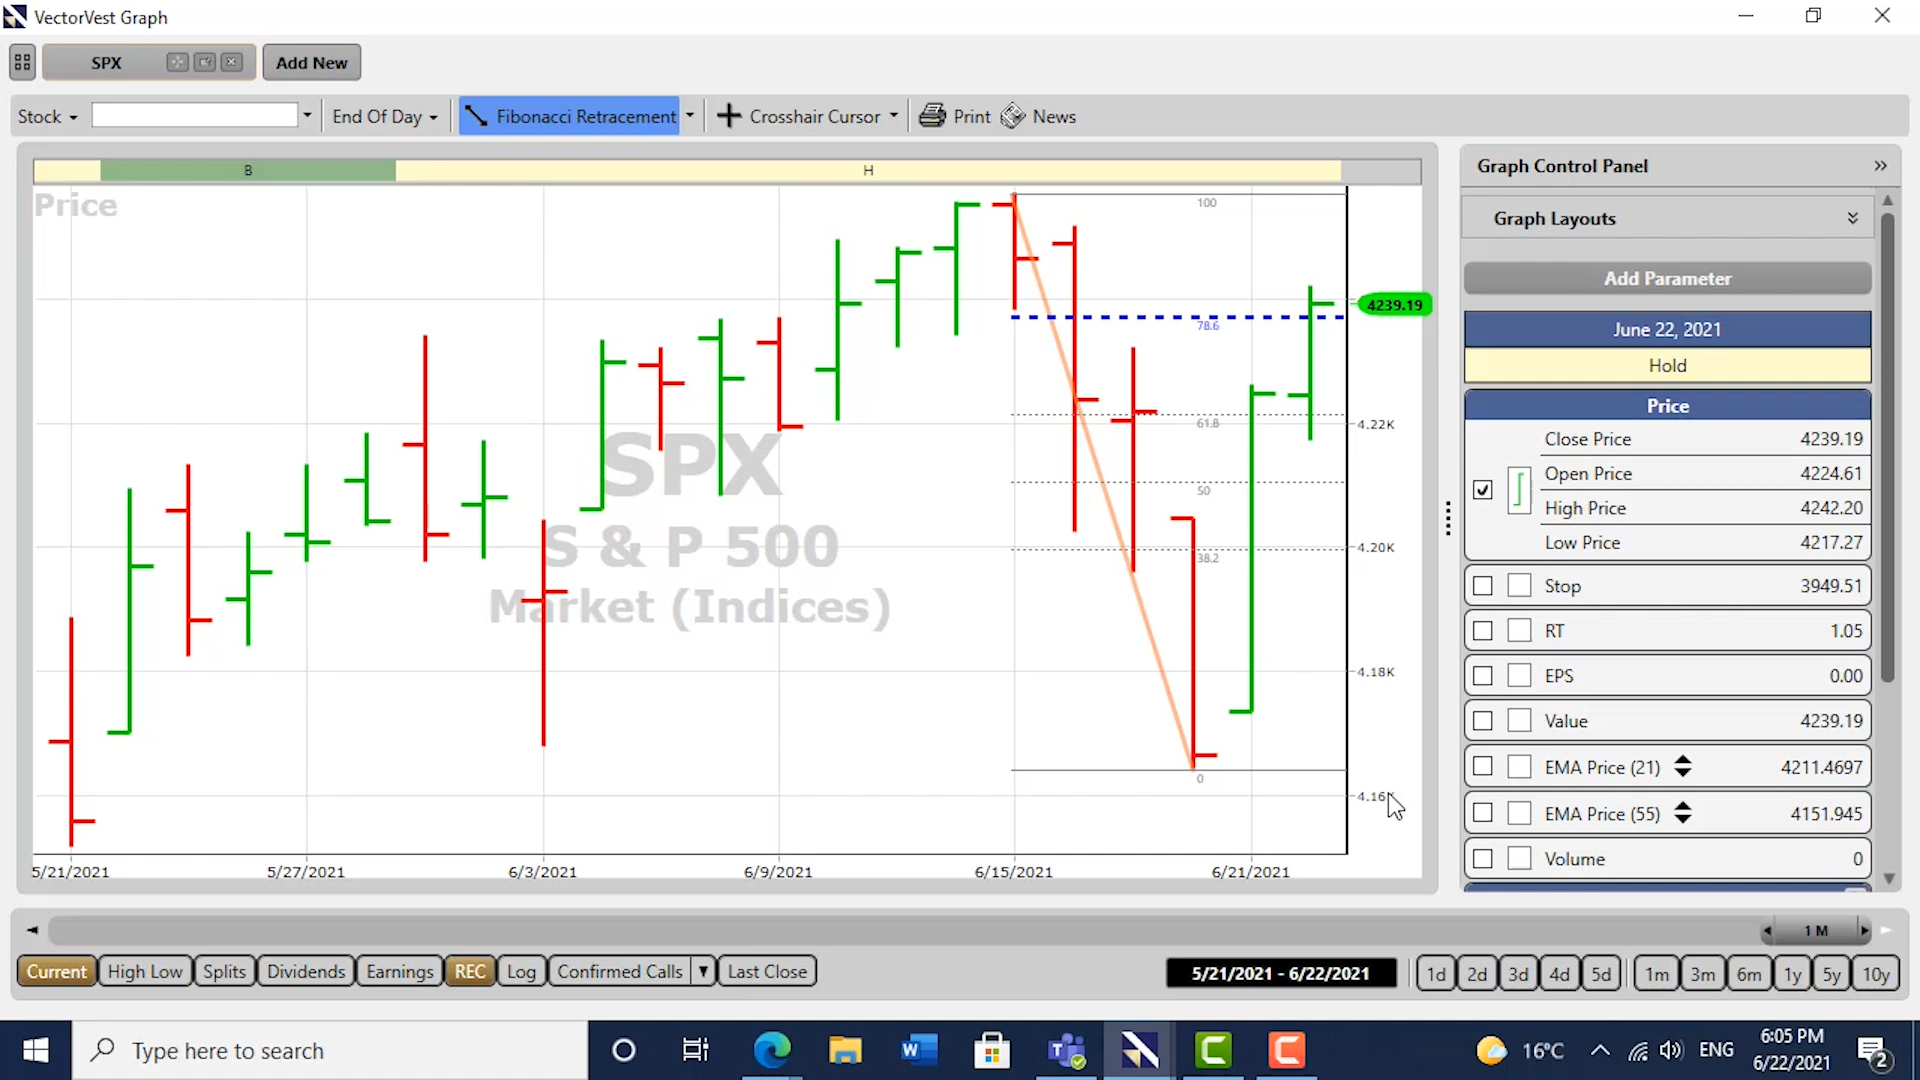 VectorVest Graph
SPX
Add New
Stock
End Of Day
Fibonacci Retracement
Crosshair Cursor
Print
News
B
H
Price
SPX
S & P 500
Market (Indices)
100
78.6
61.8
50
38.2
0
4239.19
4.22K
4.20K
4.18K
4.16K
5/21/2021
5/27/2021
6/3/2021
6/9/2021
6/15/2021
6/21/2021
Graph Control Panel
Graph Layouts
Add Parameter
June 22, 2021
Hold
Price
Close Price 4239.19
Open Price 4224.61
High Price 4242.20
Low Price 4217.27
Stop 3949.51
RT 1.05
EPS 0.00
Value 4239.19
EMA Price (21) 4211.4697
EMA Price (55) 4151.945
Volume 0
1 M
Current
High Low
Splits
Dividends
Earnings
REC
Log
Confirmed Calls
Last Close
5/21/2021 - 6/22/2021
1d
2d
3d
4d
5d
1m
3m
6m
1y
5y
10y
Type here to search
16°C
ENG
6:05 PM
6/22/2021
2